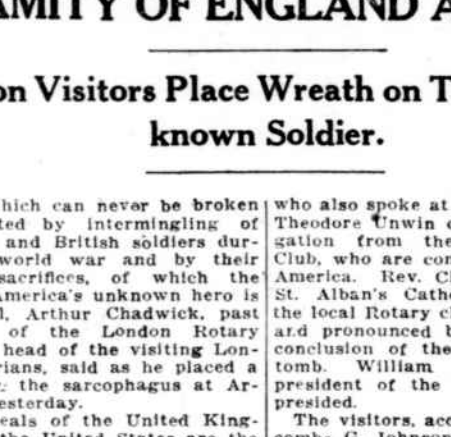 AMITY OF ENGLAND A
on Visitors Place Wreath on T
known Soldier.
hich can never be broken
ted by intermingling of
and British soldiers dur-
world war and by their
sacrifices, of which the
America's unknown hero is
l, Arthur Chadwick, past
of the London Rotary
head of the visiting Lon-
rians, said as he placed a
the sarcophagus at Ar-
esterday.
eals of the United King-
the United States are the
who also spoke at
Theodore Unwin
gation from the
Club, who are con
America. Rev. C
St. Alban's Cath
the local Rotary c
and pronounced
conclusion of the
tomb. William
president of the
presided.
The visitors, acc
combe C. Johnson